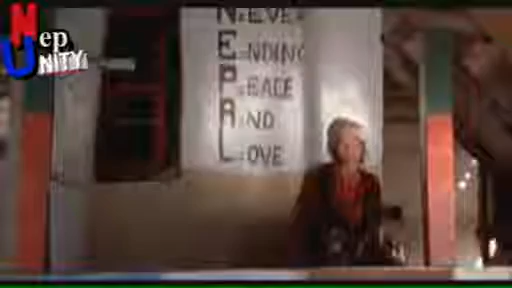 Nep
UNITY!
NEVER
ENDING
PEACE
AND
LOVE